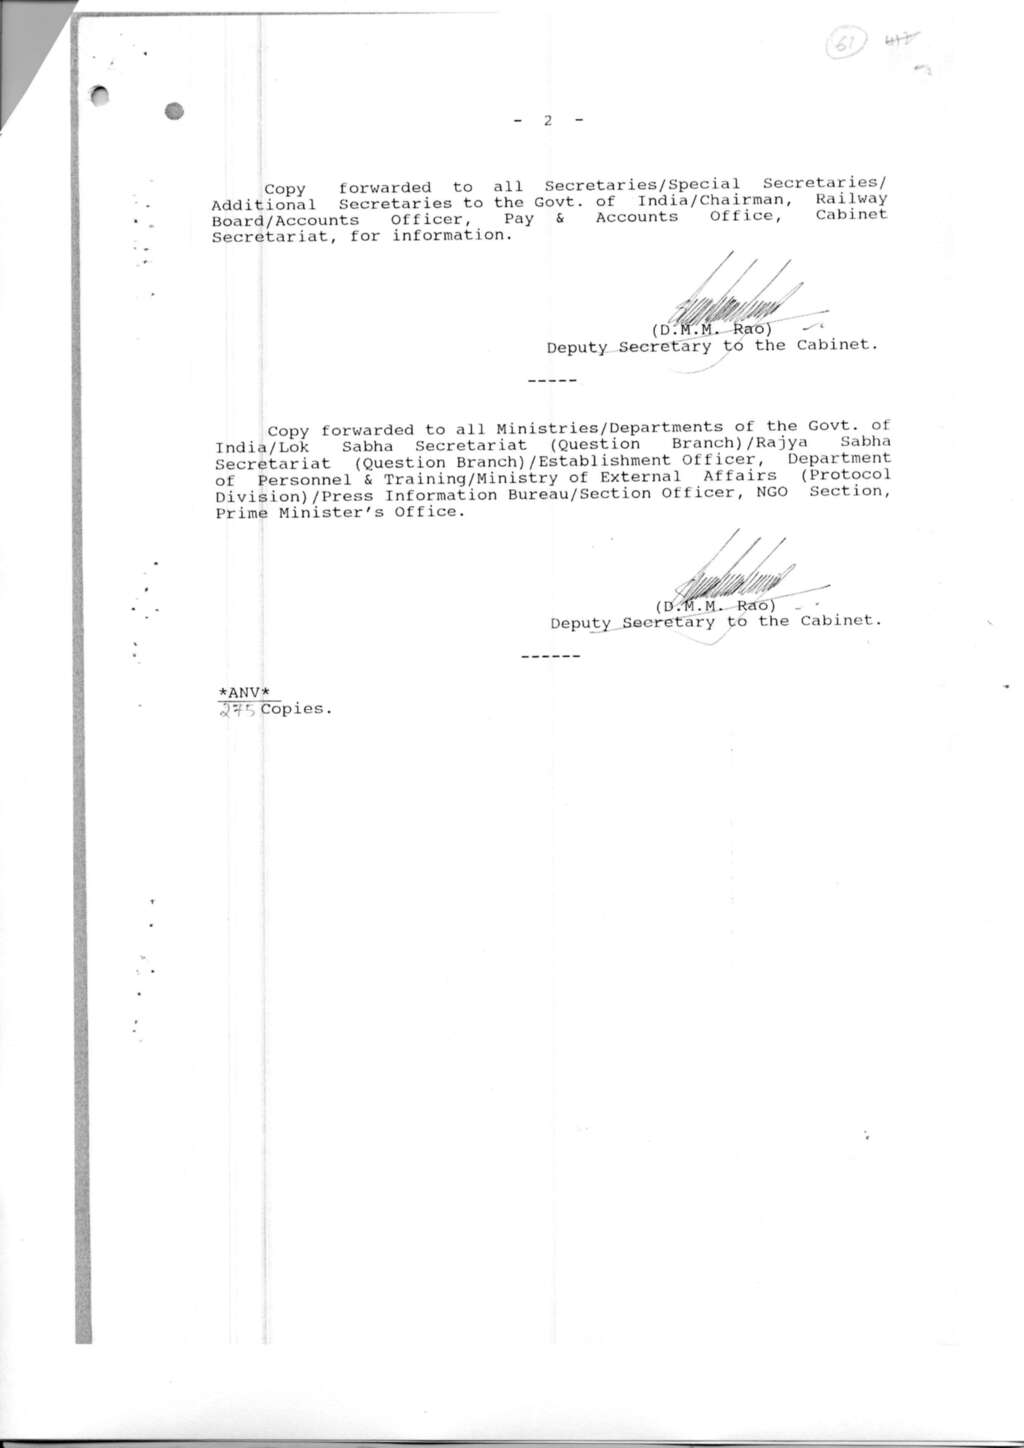 61
- 2 -
Copy forwarded to all Secretaries/Special Secretaries/
Additional Secretaries to the Govt. of India/Chairman, Railway
Board/Accounts Officer, Pay & Accounts Office, Cabinet
Secretariat, for information.
(D.M.M. Rao)
Deputy Secretary to the Cabinet.
-----
Copy forwarded to all Ministries/Departments of the Govt. of
India/Lok Sabha Secretariat (Question Branch)/Rajya Sabha
Secretariat (Question Branch)/Establishment Officer, Department
of Personnel & Training/Ministry of External Affairs (Protocol
Division)/Press Information Bureau/Section Officer, NGO Section,
Prime Minister's Office.
(D.M.M. Rao)
Deputy Secretary to the Cabinet.
------
*ANV*
275 Copies.